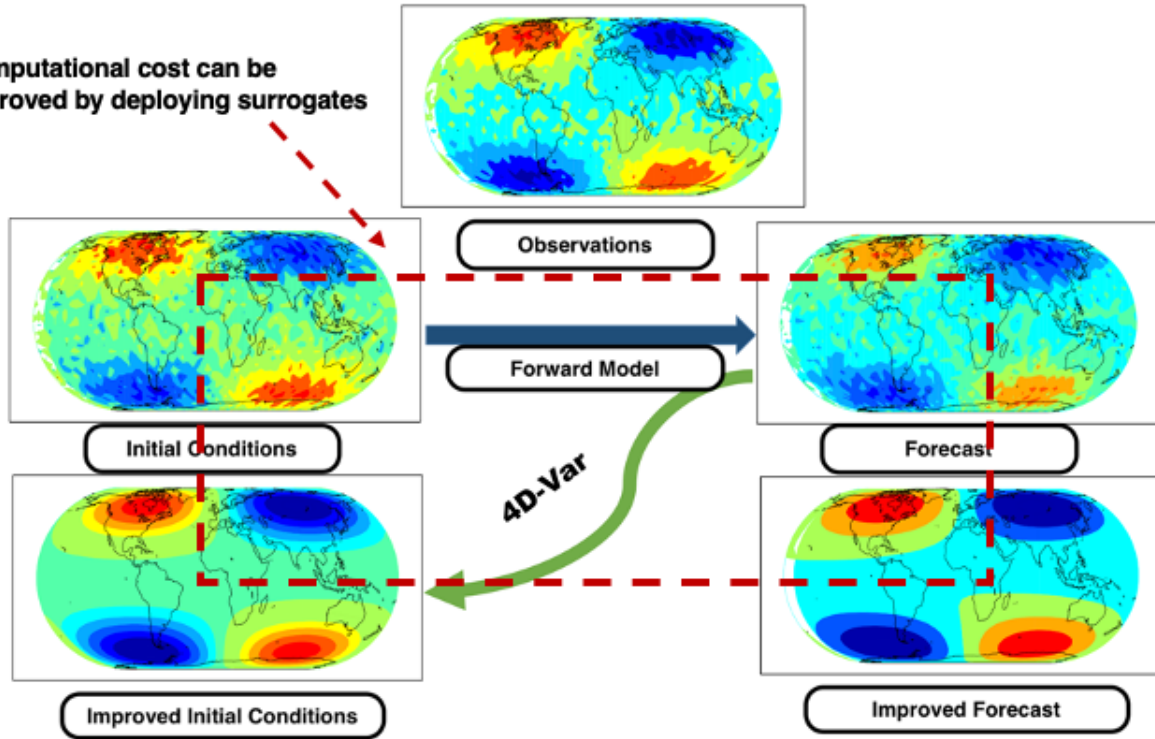 mputational cost can be
roved by deploying surrogates
Observations
Forward Model
Initial Conditions
Forecast
4D-Var
Improved Initial Conditions
Improved Forecast